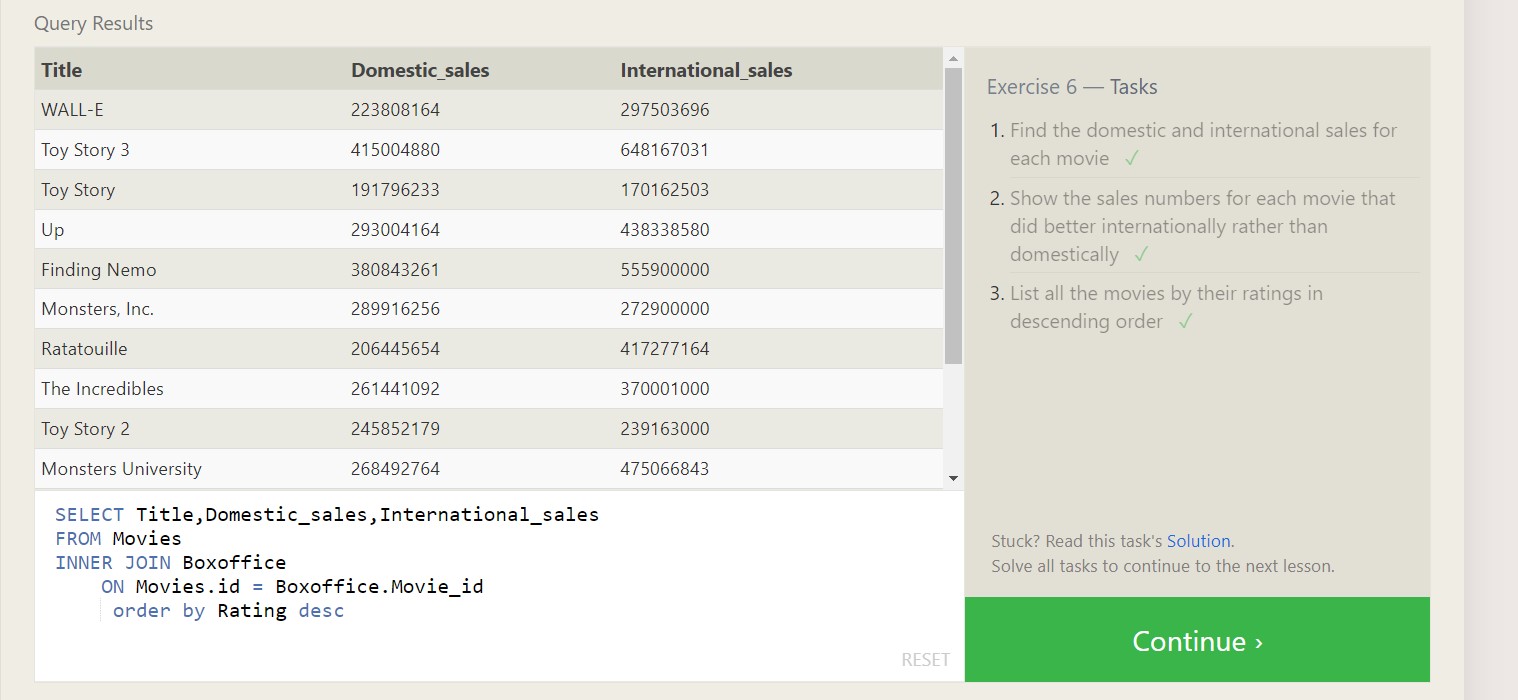 Query Results
Title Domestic_sales International_sales
WALL-E 223808164 297503696
Toy Story 3 415004880 648167031
Toy Story 191796233 170162503
Up 293004164 438338580
Finding Nemo 380843261 555900000
Monsters, Inc. 289916256 272900000
Ratatouille 206445654 417277164
The Incredibles 261441092 370001000
Toy Story 2 245852179 239163000
Monsters University 268492764 475066843
SELECT Title,Domestic_sales,International_sales
FROM Movies
INNER JOIN Boxoffice
ON Movies.id = Boxoffice.Movie_id
order by Rating desc
RESET
Exercise 6 — Tasks
1. Find the domestic and international sales for
each movie ✓
2. Show the sales numbers for each movie that
did better internationally rather than
domestically ✓
3. List all the movies by their ratings in
descending order ✓
Stuck? Read this task's Solution.
Solve all tasks to continue to the next lesson.
Continue ›